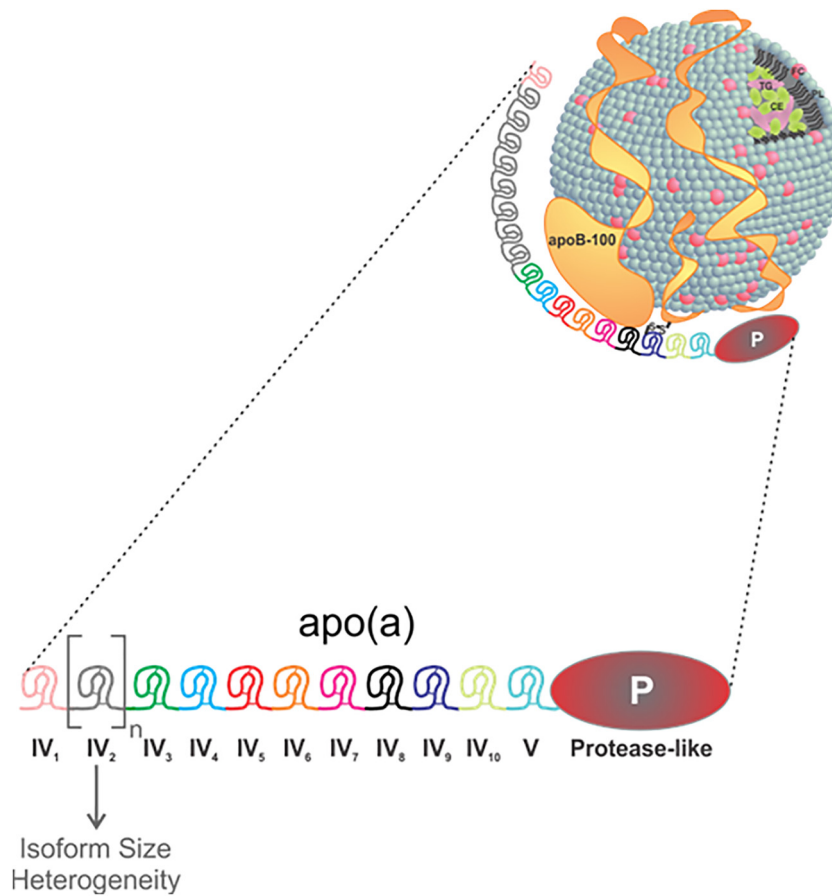 FC
PL
TG
CE
apoB-100
S-S
P
apo(a)
P
n
IV₁ IV₂ IV₃ IV₄ IV₅ IV₆ IV₇ IV₈ IV₉ IV₁₀ V Protease-like
Isoform Size
Heterogeneity